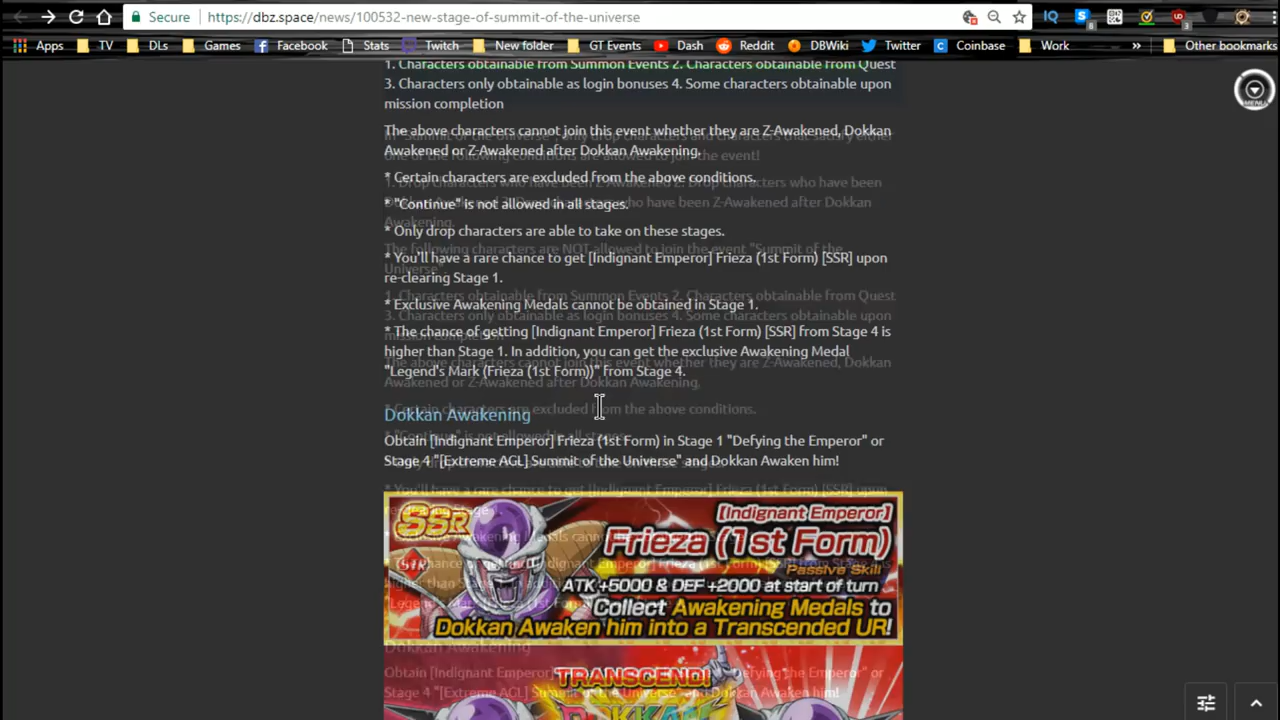 Secure
https://dbz.space/news/100532-new-stage-of-summit-of-the-universe
IQ
8
3
Apps
TV
DLs
Games
Facebook
Stats
Twitch
New folder
GT Events
Dash
Reddit
DBWiki
Twitter
Coinbase
Work
»
Other bookmarks
1. Characters obtainable from Summon Events 2. Characters obtainable from Quest
3. Characters only obtainable as login bonuses 4. Some characters obtainable upon
mission completion
The above characters cannot join this event whether they are Z-Awakened, Dokkan
Awakened or Z-Awakened after Dokkan Awakening.
* Certain characters are excluded from the above conditions.
* "Continue" is not allowed in all stages.
* Only drop characters are able to take on these stages.
* You'll have a rare chance to get [Indignant Emperor] Frieza (1st Form) [SSR] upon
re-clearing Stage 1.
* Exclusive Awakening Medals cannot be obtained in Stage 1.
* The chance of getting [Indignant Emperor] Frieza (1st Form) [SSR] from Stage 4 is
higher than Stage 1. In addition, you can get the exclusive Awakening Medal
"Legend's Mark (Frieza (1st Form))" from Stage 4.
Dokkan Awakening
Obtain [Indignant Emperor] Frieza (1st Form) in Stage 1 "Defying the Emperor" or
Stage 4 "[Extreme AGL] Summit of the Universe" and Dokkan Awaken him!
SSR
[Indignant Emperor]
Frieza (1st Form)
Passive Skill
ATK +5000 & DEF +2000 at start of turn
Collect Awakening Medals to
Dokkan Awaken him into a Transcended UR!
TRANSCEND!
DOKKAN
MENU